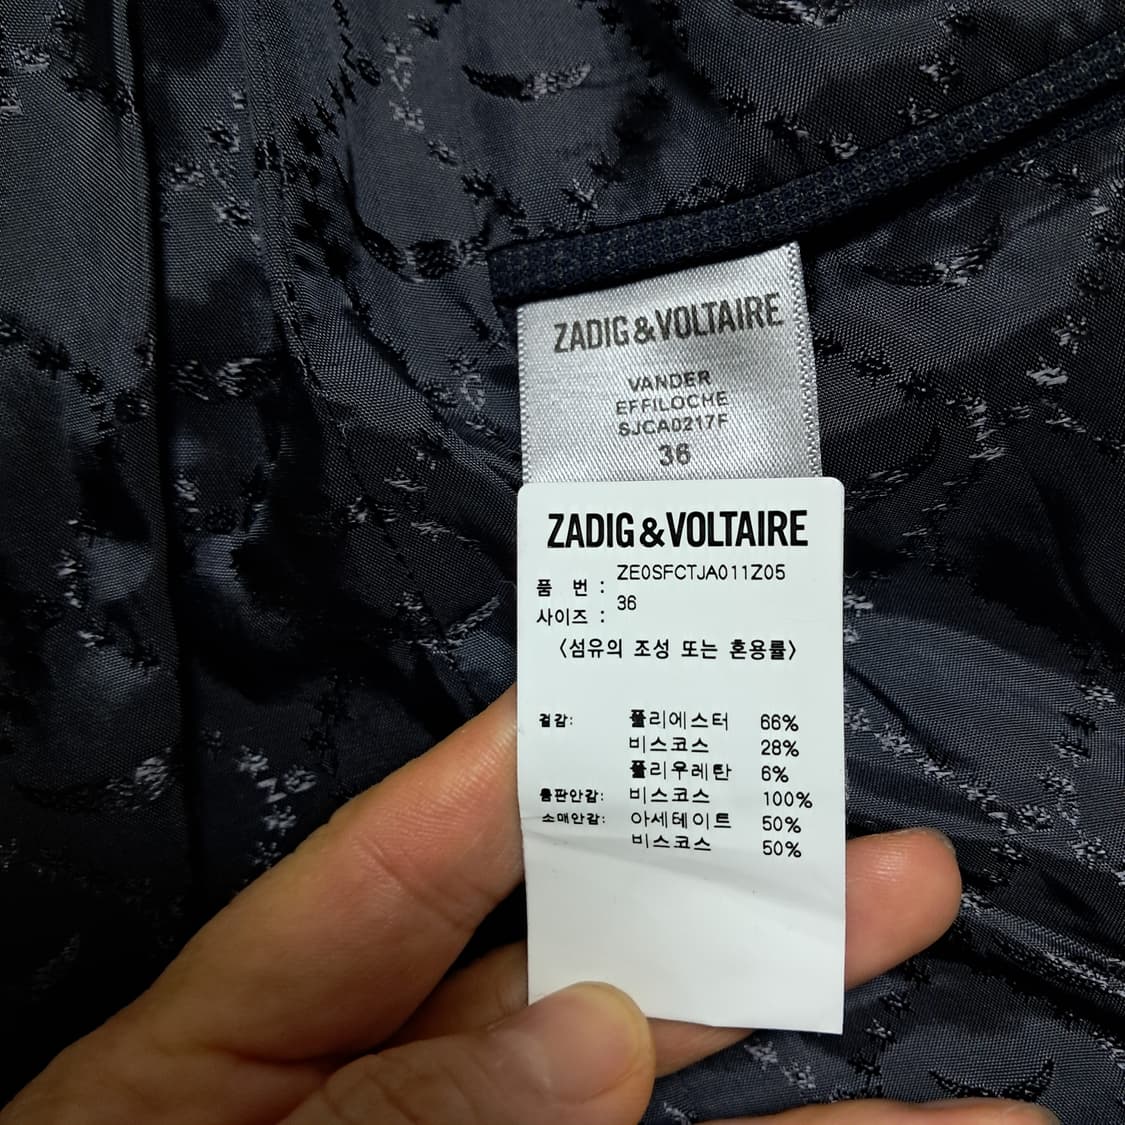 ZADIG & VOLTAIRE
VANDER
EFFILOCHE
SJCA0217F
36
ZADIG & VOLTAIRE
품 번 : ZE0SFCTJA011Z05
사이즈 : 36
〈섬유의 조성 또는 혼용률〉
겉감: 폴리에스터 66%
비스코스 28%
폴리우레탄 6%
몸판안감: 비스코스 100%
소매안감: 아세테이트 50%
비스코스 50%